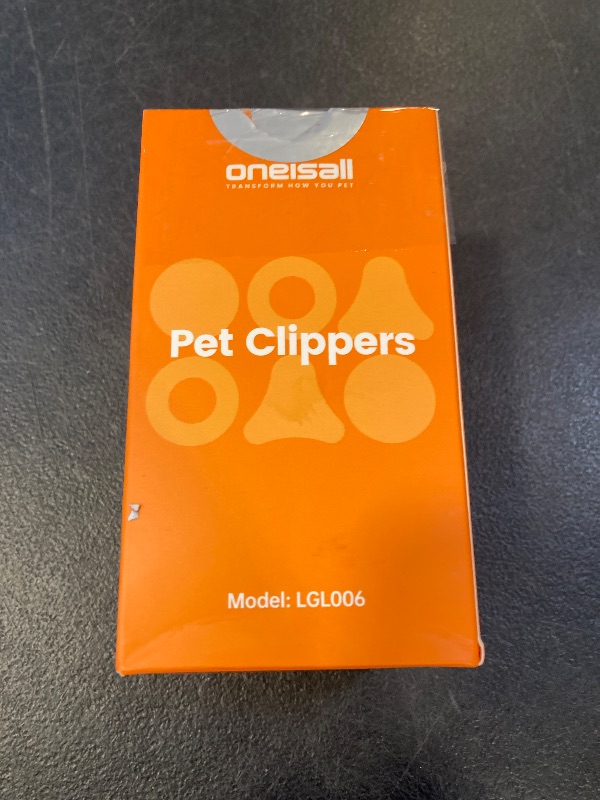 oneisall
TRANSFORM HOW YOU PET
Pet Clippers
Model: LGL006